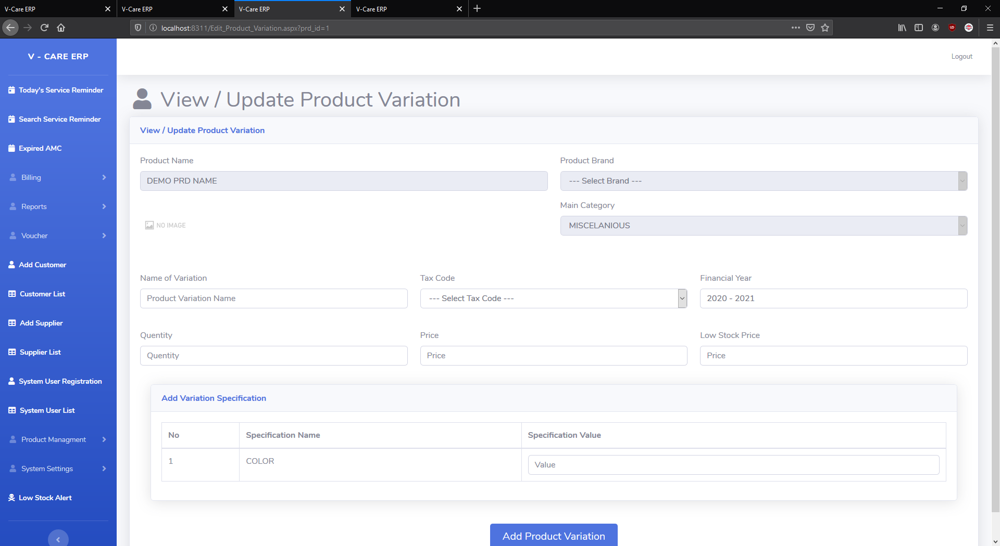 V-Care ERP V-Care ERP V-Care ERP V-Care ERP
localhost:8311/Edit_Product_Variation.aspx?prd_id=1
V - CARE ERP
Logout
Today's Service Reminder
Search Service Reminder
Expired AMC
Billing
Reports
Voucher
Add Customer
Customer List
Add Supplier
Supplier List
System User Registration
System User List
Product Managment
System Settings
Low Stock Alert
View / Update Product Variation
View / Update Product Variation
Product Name Product Brand
DEMO PRD NAME --- Select Brand ---
Main Category
NO IMAGE MISCELANIOUS
Name of Variation Tax Code Financial Year
Product Variation Name --- Select Tax Code --- 2020 - 2021
Quentity Price Low Stock Price
Quentity Price Price
Add Variation Specification
No Specification Name Specification Value
1 COLOR Value
Add Product Variation